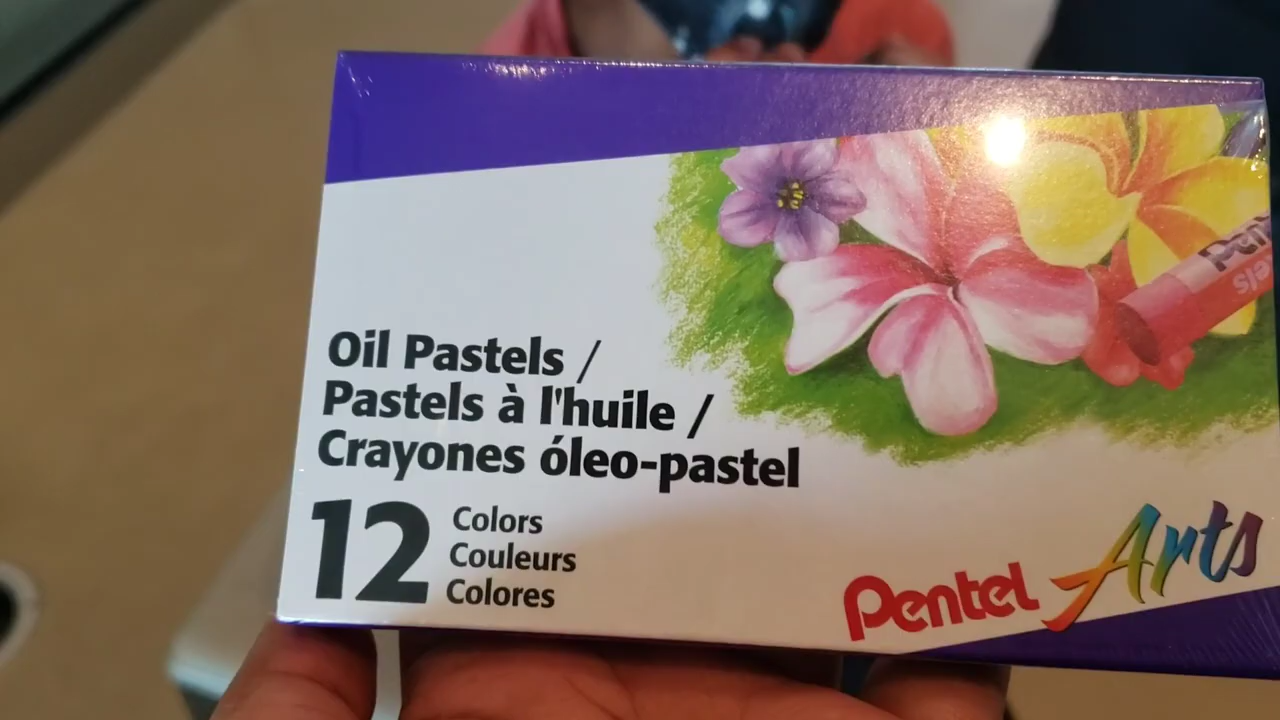 Oil Pastels /
Pastels à l'huile /
Crayones óleo-pastel
12
Colors
Couleurs
Colores
Pentel Arts